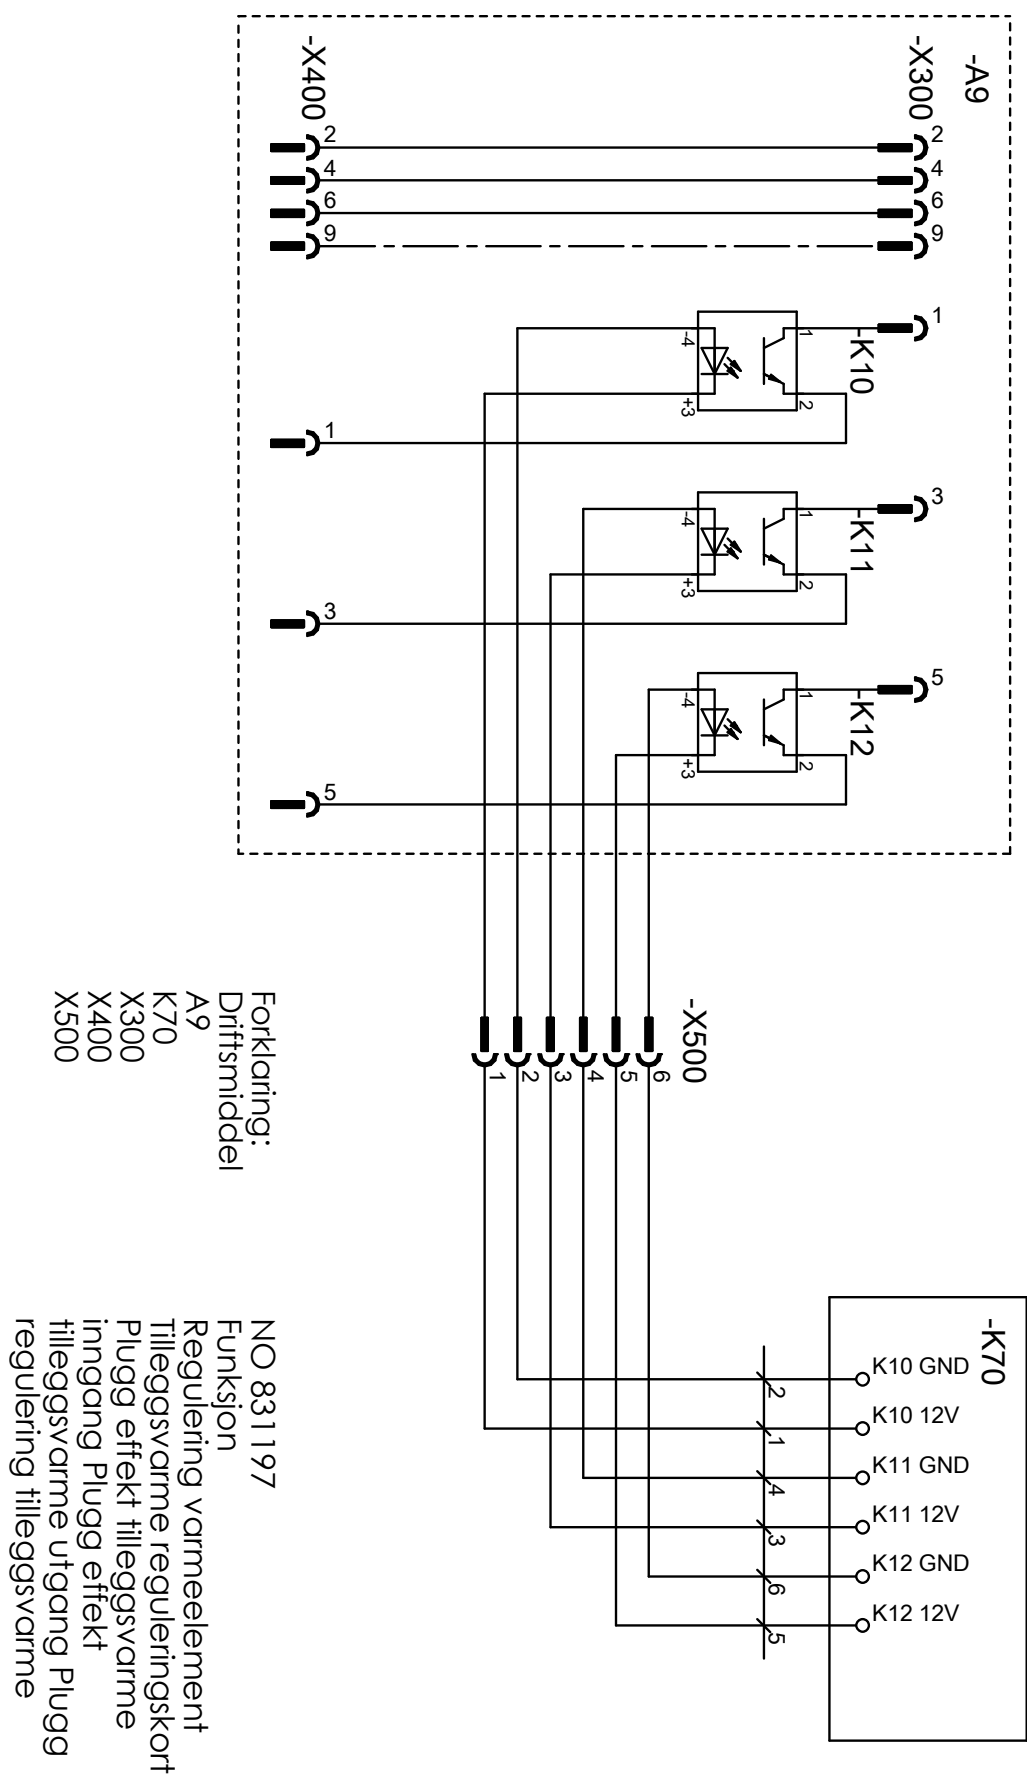 -A9
-X300
-X400
2
4
6
9
2
4
6
9
1
-K10
1
2
-4
+3
1
3
-K11
1
2
-4
+3
3
5
-K12
1
2
-4
+3
5
-X500
6
5
4
3
2
1
-K70
K10 GND
K10 12V
K11 GND
K11 12V
K12 GND
K12 12V
2
1
4
3
6
5
Forklaring:
Driftsmiddel
A9
K70
X300
X400
X500
NO 831197
Funksjon
Regulering varmeelement
Tilleggsvarme reguleringskort
Plugg effekt tilleggsvarme
inngang Plugg effekt
tilleggsvarme utgang Plugg
regulering tilleggsvarme